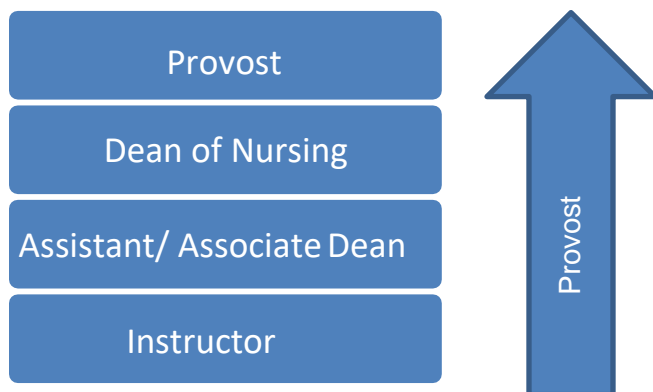 Provost
Dean of Nursing
Assistant/ Associate Dean
Instructor
Provost